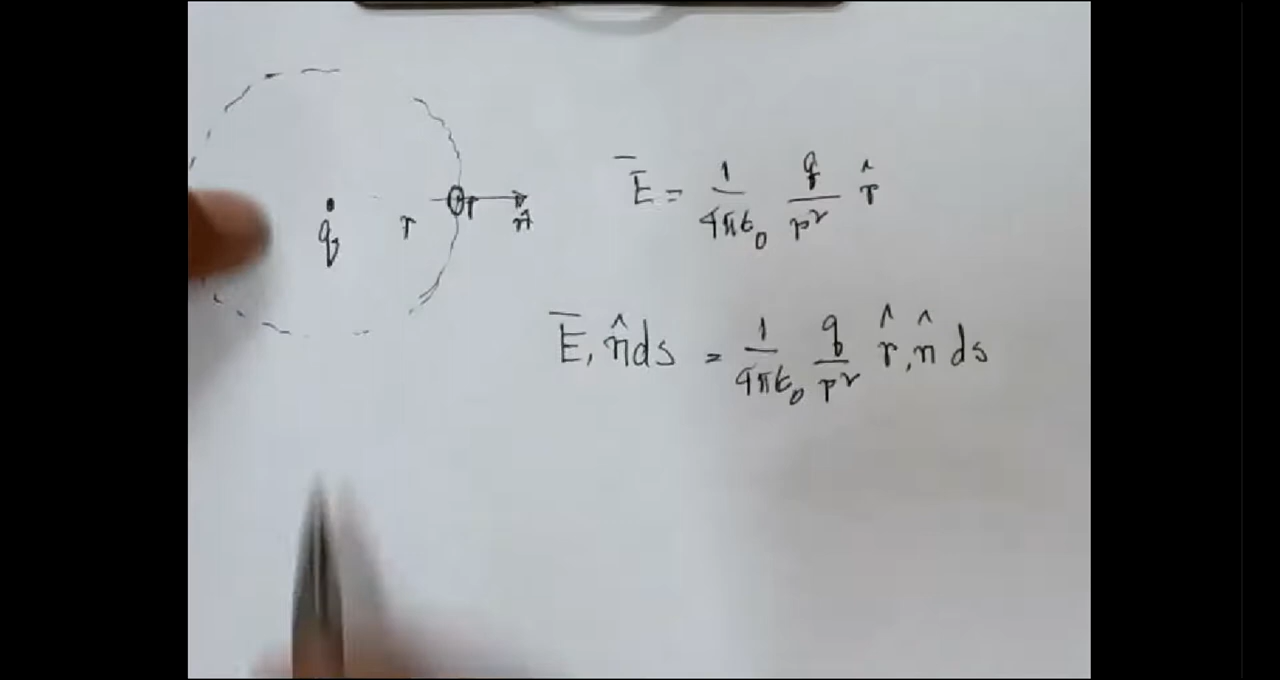 q r P n̂
E̅ = 1/4πϵ₀ q/r² r̂
E̅ . n̂ ds = 1/4πϵ₀ q/r² r̂ . n̂ ds